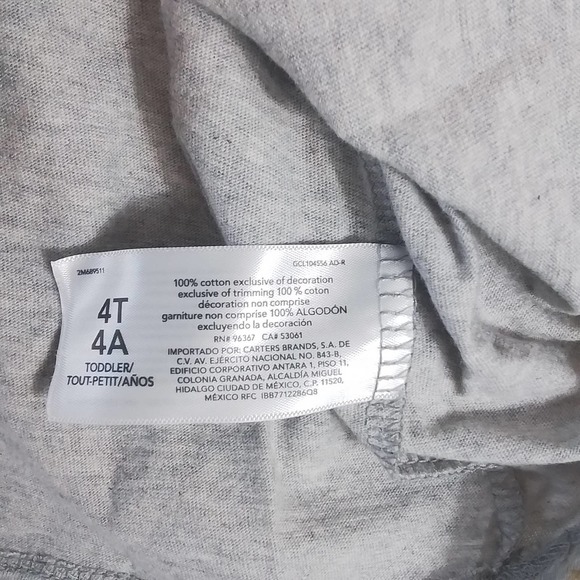 2M689511
GCL104556 AD-R
4T
4A
TODDLER/
TOUT-PETIT/AÑOS
100% cotton exclusive of decoration
exclusive of trimming 100 % coton
décoration non comprise
garniture non comprise 100% ALGODÓN
excluyendo la decoración
RN# 96367 CA# 53061
IMPORTADO POR: CARTERS BRANDS, S.A. DE
C.V. AV. EJÉRCITO NACIONAL NO. 843-B,
EDIFICIO CORPORATIVO ANTARA 1, PISO 11,
COLONIA GRANADA, ALCALDÍA MIGUEL
HIDALGO CIUDAD DE MÉXICO, C.P. 11520,
MÉXICO RFC IBB7712286Q8